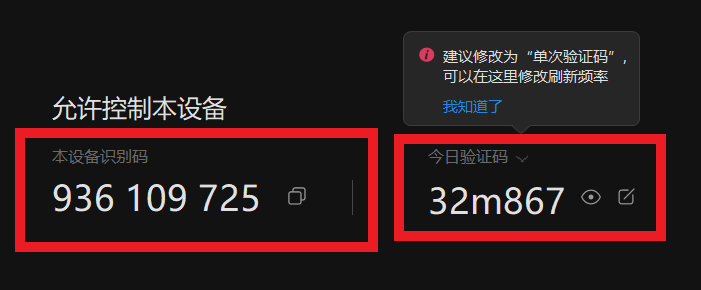 建议修改为“单次验证码”，
可以在这里修改刷新频率
我知道了
允许控制本设备
本设备识别码
936 109 725
今日验证码
32m867